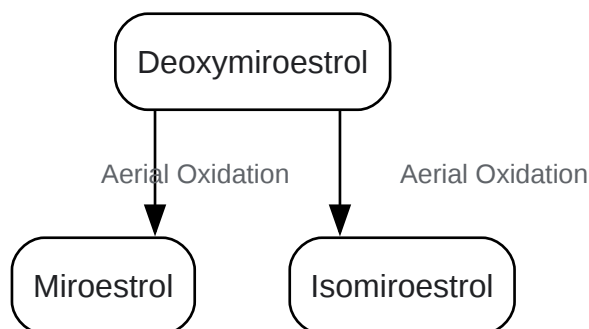 Deoxymiroestrol
Aerial Oxidation
Aerial Oxidation
Miroestrol
Isomiroestrol